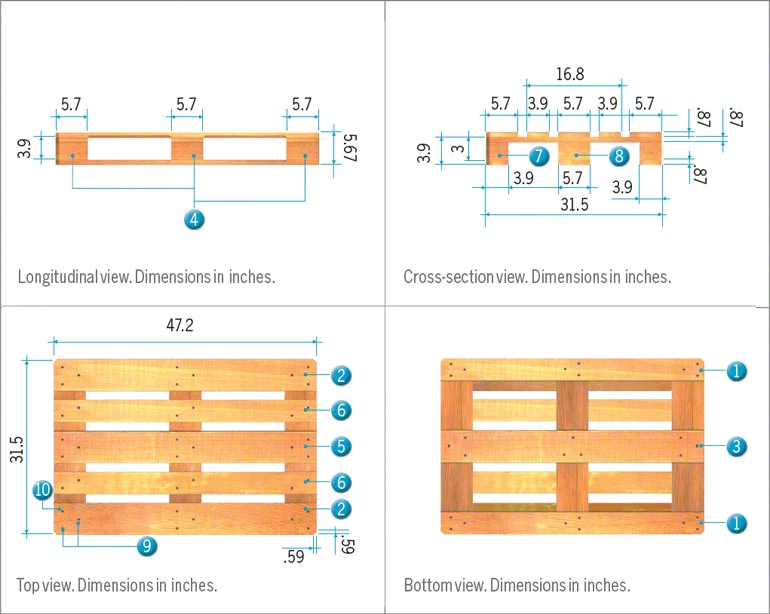 5.7 5.7 5.7
3.9 5.67
4
Longitudinal view. Dimensions in inches.
16.8
5.7 3.9 5.7 3.9 5.7 .87 .87
3.9 3 7 8
3.9 5.7 3.9 .87
31.5
Cross-section view. Dimensions in inches.
47.2
31.5
2
6
5
6
10 2
9 .59 .59
Top view. Dimensions in inches.
1
3
1
Bottom view. Dimensions in inches.